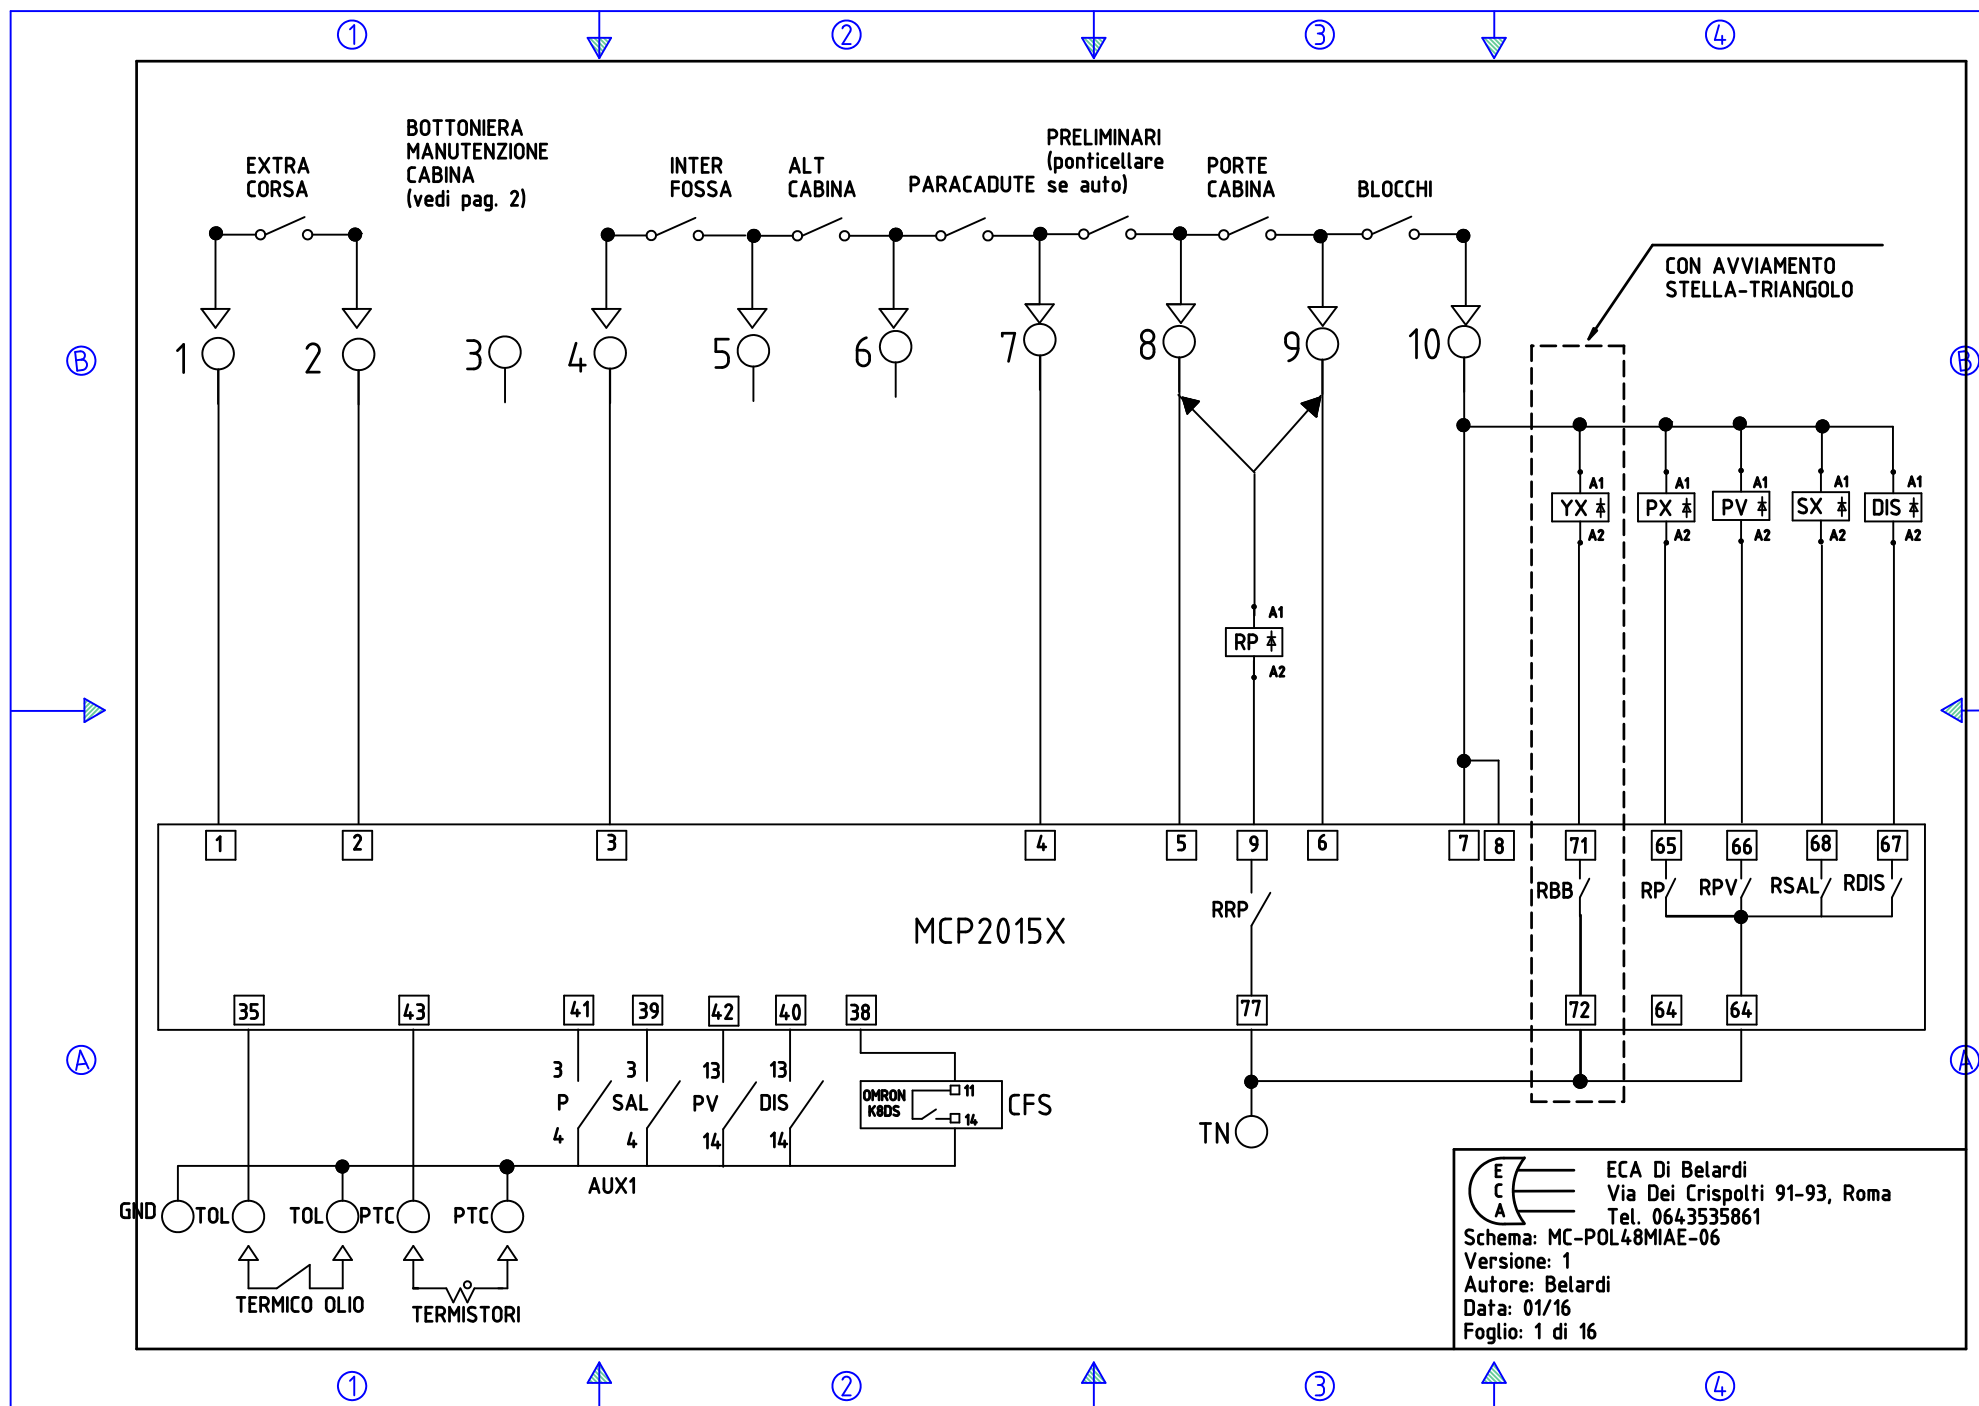 1
2
3
4
BOTTONIERA
MANUTENZIONE
CABINA
(vedi pag. 2)
EXTRA
CORSA
INTER
FOSSA
ALT
CABINA
PARACADUTE
PRELIMINARI
(ponticellare
se auto)
PORTE
CABINA
BLOCCHI
CON AVVIAMENTO
STELLA-TRIANGOLO
B
1
2
3
4
5
6
7
8
9
10
B
A1
YX
A2
A1
PX
A2
A1
PV
A2
A1
SX
A2
A1
DIS
A2
A1
RP
A2
1
2
3
4
5
9
6
7
8
71
65
66
68
67
RRP
RBB
RP
RPV
RSAL
RDIS
MCP2015X
35
43
41
39
42
40
38
77
72
64
64
A
3
P
4
3
SAL
4
13
PV
14
13
DIS
14
OMRON
K8DS
11
14
CFS
TN
A
AUX1
GND
TOL
TOL
PTC
PTC
TERMICO OLIO
TERMISTORI
E
C
A
ECA Di Belardi
Via Dei Crispolti 91-93, Roma
Tel. 0643535861
Schema: MC-POL48MIAE-06
Versione: 1
Autore: Belardi
Data: 01/16
Foglio: 1 di 16
1
2
3
4